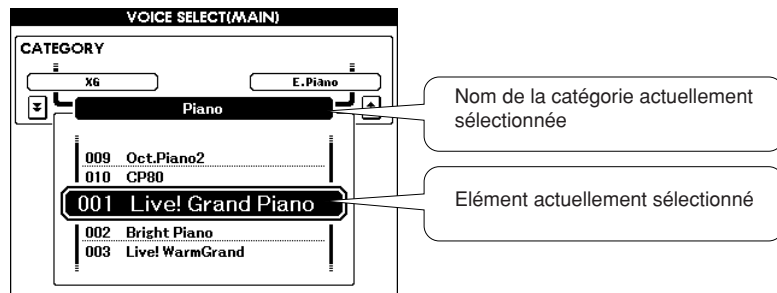 VOICE SELECT(MAIN)
CATEGORY
XG
E.Piano
Piano
009 Oct.Piano2
010 CP80
001 Live! Grand Piano
002 Bright Piano
003 Live! WarmGrand
Nom de la catégorie actuellement
sélectionnée
Elément actuellement sélectionné